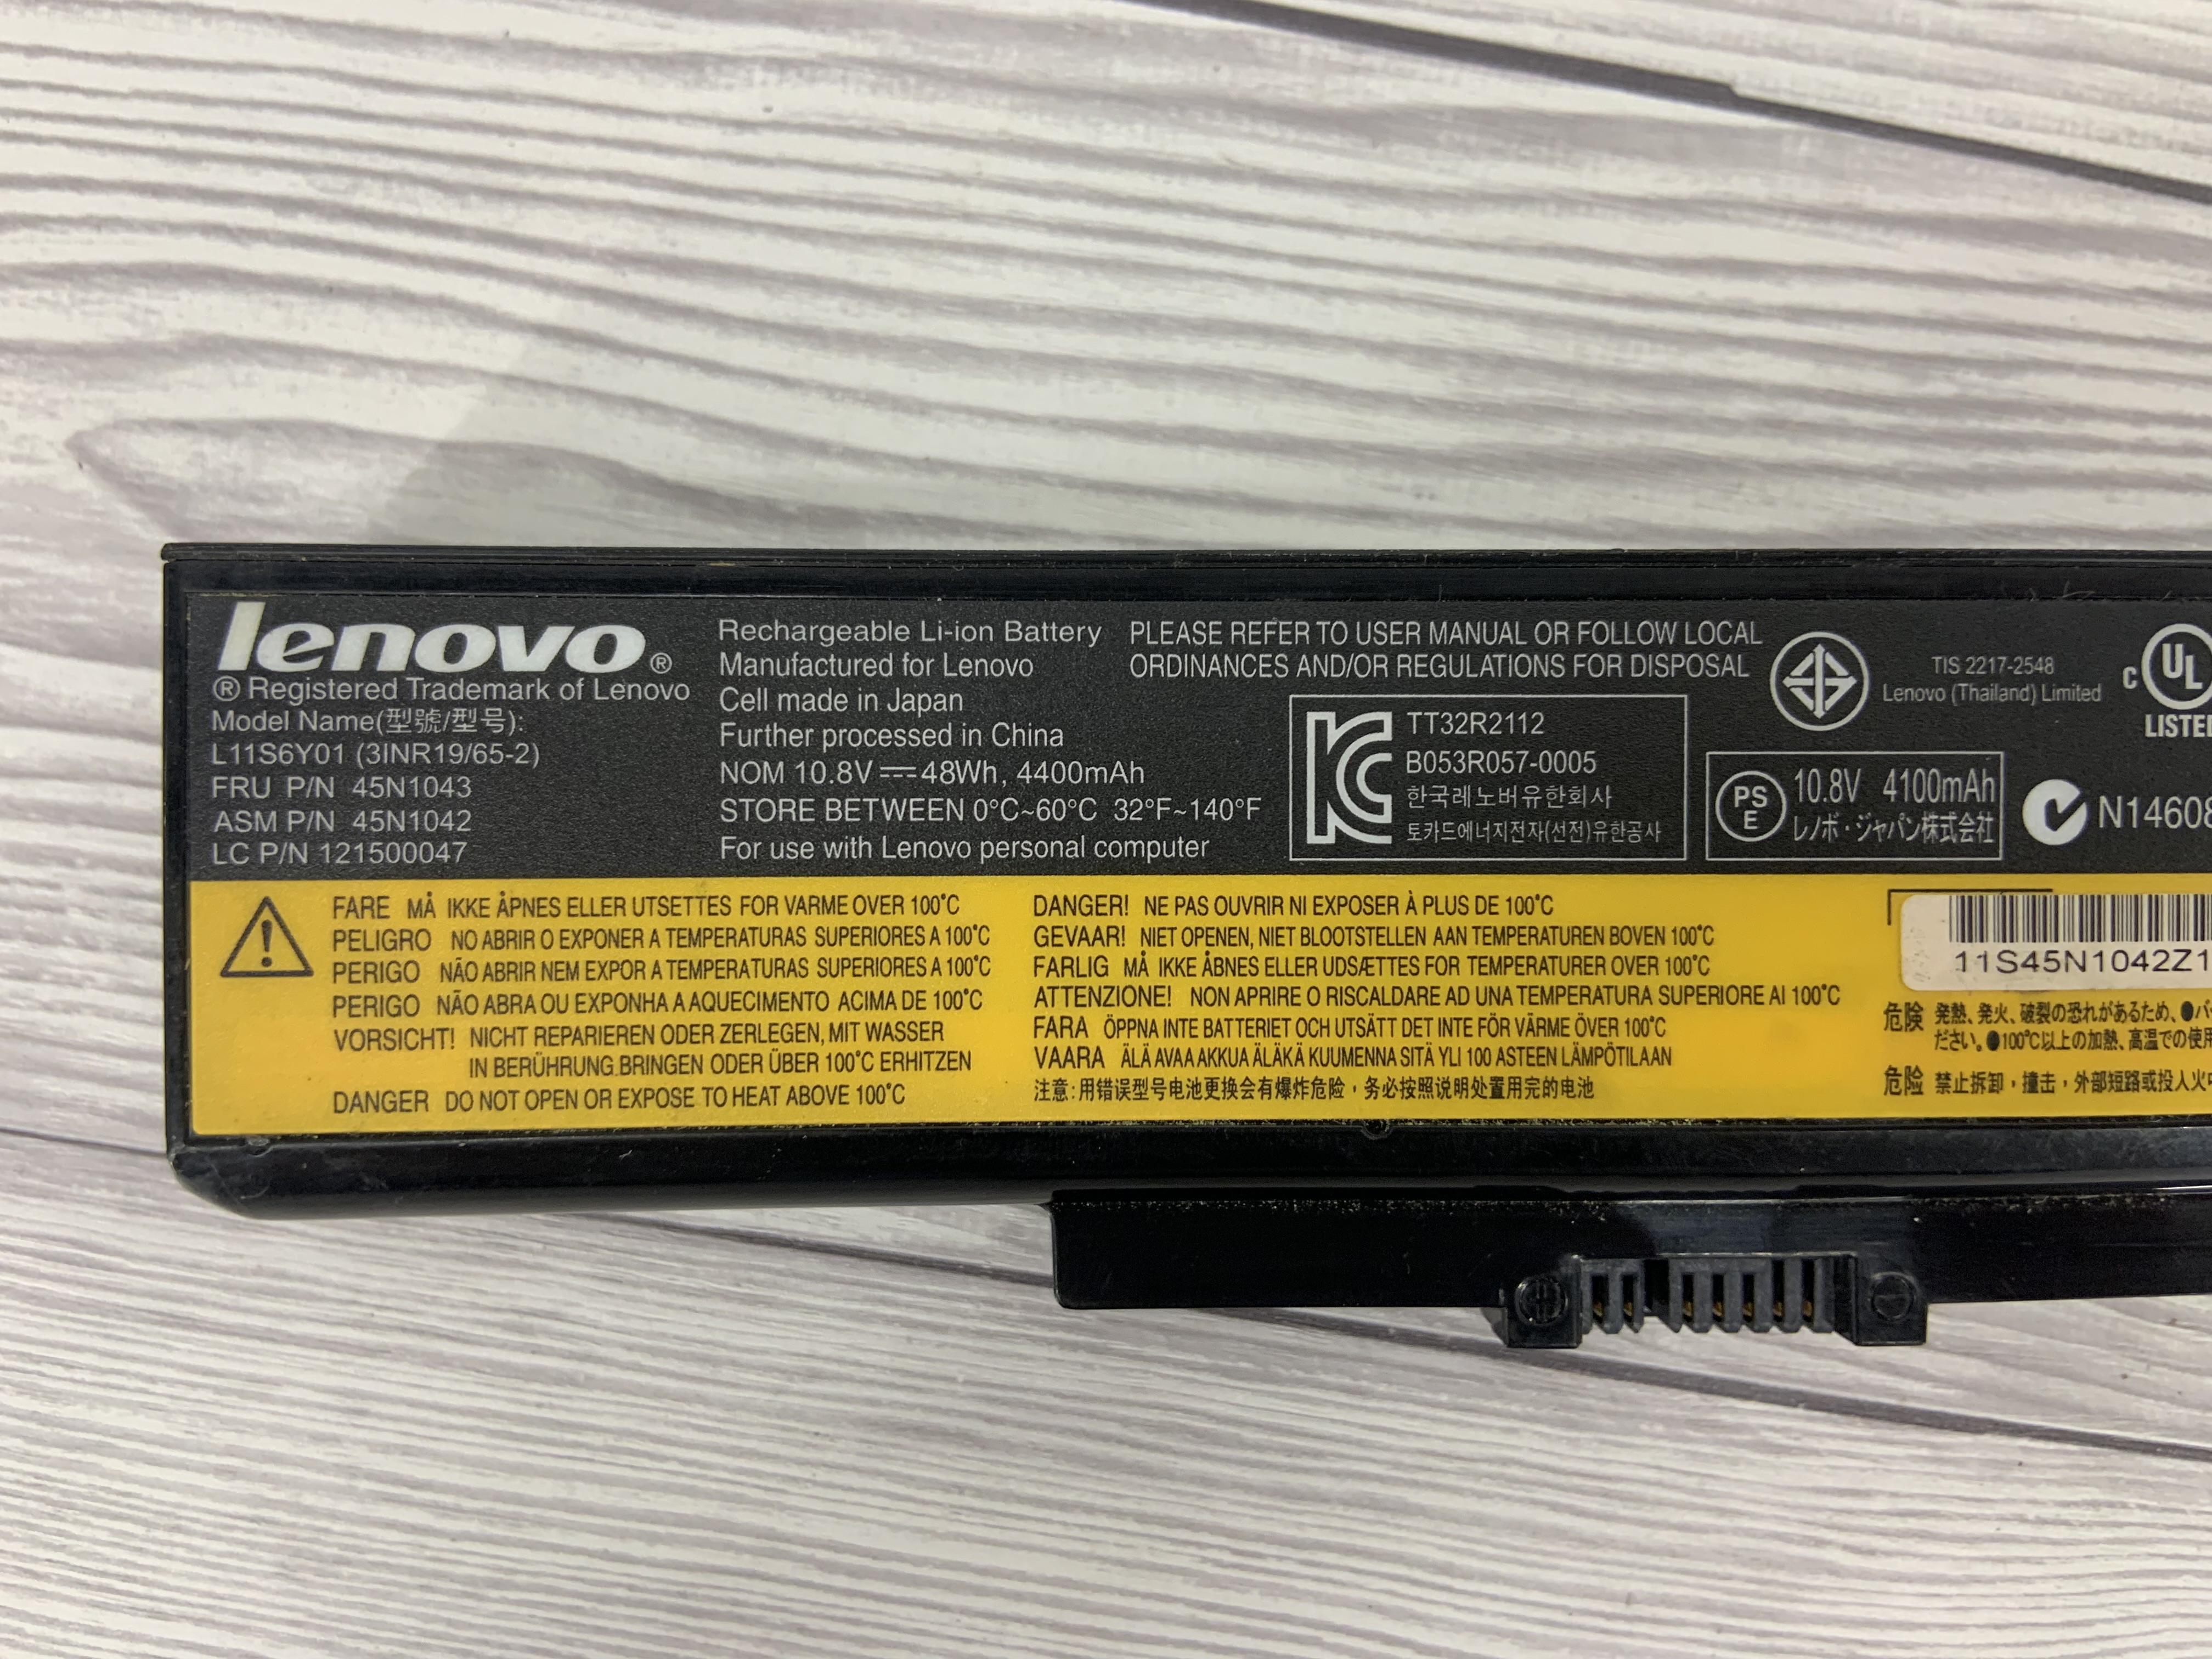 lenovo®
® Registered Trademark of Lenovo
Model Name(型號/型号):
L11S6Y01 (3INR19/65-2)
FRU P/N 45N1043
ASM P/N 45N1042
LC P/N 121500047
Rechargeable Li-ion Battery
Manufactured for Lenovo
Cell made in Japan
Further processed in China
NOM 10.8V⎓48Wh, 4400mAh
STORE BETWEEN 0°C~60°C 32°F~140°F
For use with Lenovo personal computer
PLEASE REFER TO USER MANUAL OR FOLLOW LOCAL
ORDINANCES AND/OR REGULATIONS FOR DISPOSAL
TT32R2112
B053R057-0005
한국레노버유한회사
토카드에너지전자(선전)유한공사
TIS 2217-2548
Lenovo (Thailand) Limited
PS
E
10.8V 4100mAh
レノボ・ジャパン株式会社
C UL
LISTE
N14608
FARE MÅ IKKE ÅPNES ELLER UTSETTES FOR VARME OVER 100°C
PELIGRO NO ABRIR O EXPONER A TEMPERATURAS SUPERIORES A 100°C
PERIGO NÃO ABRIR NEM EXPOR A TEMPERATURAS SUPERIORES A 100°C
PERIGO NÃO ABRA OU EXPONHA A AQUECIMENTO ACIMA DE 100°C
VORSICHT! NICHT REPARIEREN ODER ZERLEGEN, MIT WASSER
IN BERÜHRUNG BRINGEN ODER ÜBER 100°C ERHITZEN
DANGER DO NOT OPEN OR EXPOSE TO HEAT ABOVE 100°C
DANGER! NE PAS OUVRIR NI EXPOSER À PLUS DE 100°C
GEVAAR! NIET OPENEN, NIET BLOOTSTELLEN AAN TEMPERATUREN BOVEN 100°C
FARLIG MÅ IKKE ÅBNES ELLER UDSÆTTES FOR TEMPERATURER OVER 100°C
ATTENZIONE! NON APRIRE O RISCALDARE AD UNA TEMPERATURA SUPERIORE AI 100°C
FARA ÖPPNA INTE BATTERIET OCH UTSÄTT DET INTE FÖR VÄRME ÖVER 100°C
VAARA ÄLÄ AVAA AKKUA ÄLÄKÄ KUUMENNA SITÄ YLI 100 ASTEEN LÄMPÖTILAAN
注意:用错误型号电池更换会有爆炸危险，务必按照说明处置用完的电池
11S45N1042Z1
危険 発熱、発火、破裂の恐れがあるため、●バ
ださい。●100°C以上の加熱、高温での使用
危险 禁止拆卸，撞击，外部短路或投入火中